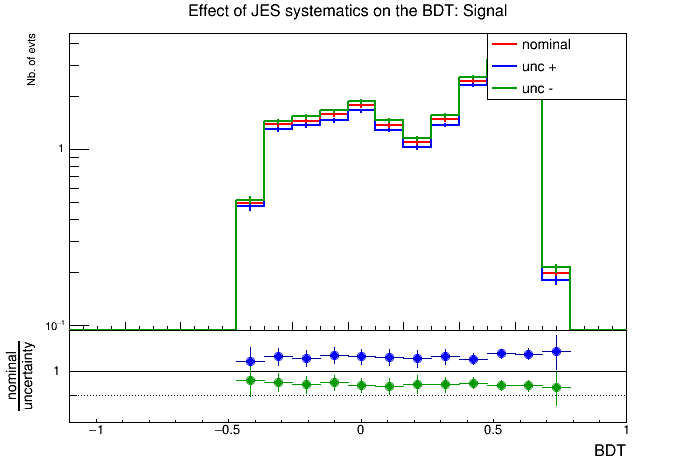 Effect of JES systematics on the BDT: Signal
Nb. of evts
nominal
unc +
unc -
1
10⁻¹
nominal
uncertainty
1
−1
−0.5
0
0.5
1
BDT